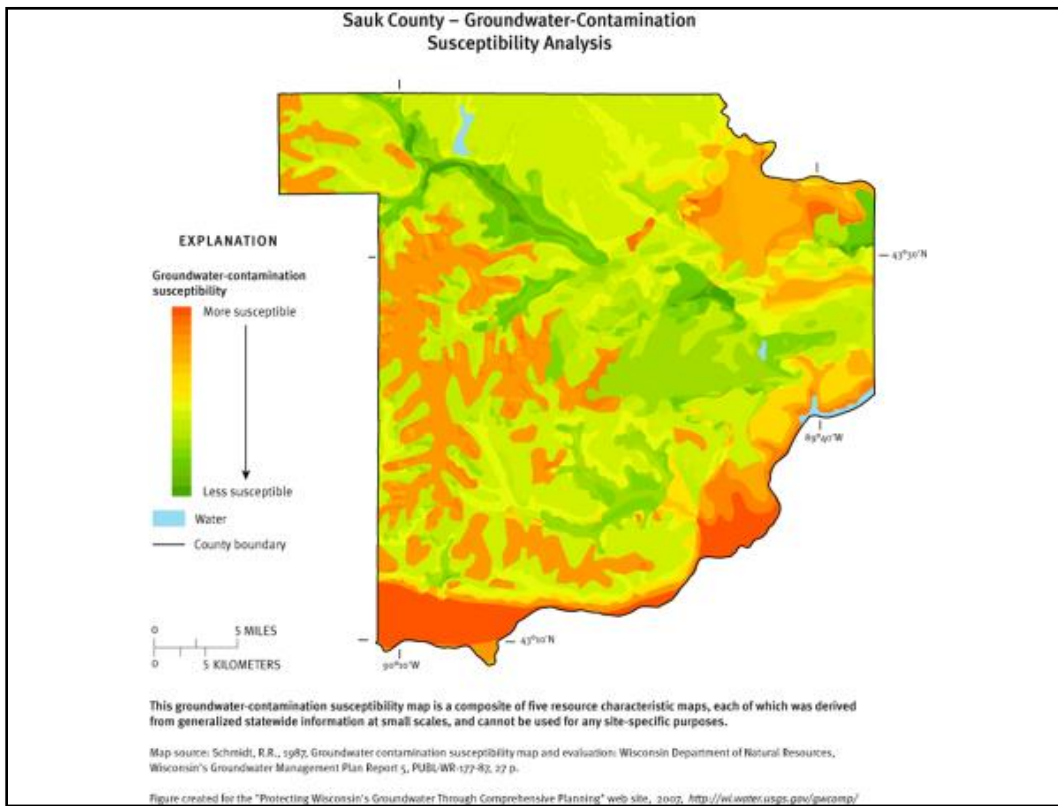 Sauk County – Groundwater-Contamination
Susceptibility Analysis
43°30'N
EXPLANATION
Groundwater-contamination
susceptibility
More susceptible
89°40'W
Less susceptible
Water
County boundary
0 5 MILES
0 5 KILOMETERS
43°10'N
90°10'W
This groundwater-contamination susceptibility map is a composite of five resource characteristic maps, each of which was derived
from generalized statewide information at small scales, and cannot be used for any site-specific purposes.
Map source: Schmidt, R.R., 1987, Groundwater contamination susceptibility map and evaluation: Wisconsin Department of Natural Resources,
Wisconsin's Groundwater Management Plan Report 5, PUBL-WR-177-87, 27 p.
Figure created for the "Protecting Wisconsin's Groundwater Through Comprehensive Planning" web site, 2007, http://wi.water.usgs.gov/gwcomp/